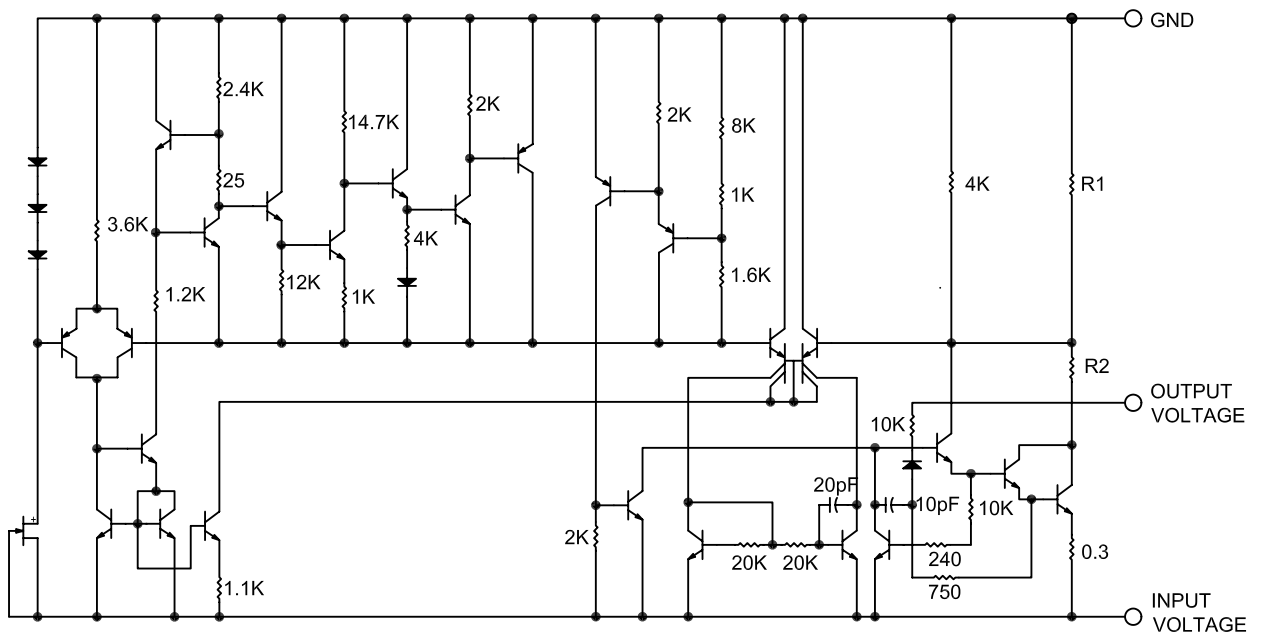 GND
2.4K
2K
14.7K
2K
8K
25
1K
4K
R1
3.6K
4K
12K
1K
1.6K
1.2K
R2
OUTPUT
VOLTAGE
10K
20pF
10pF
10K
2K
20K
20K
240
0.3
750
1.1K
+
INPUT
VOLTAGE